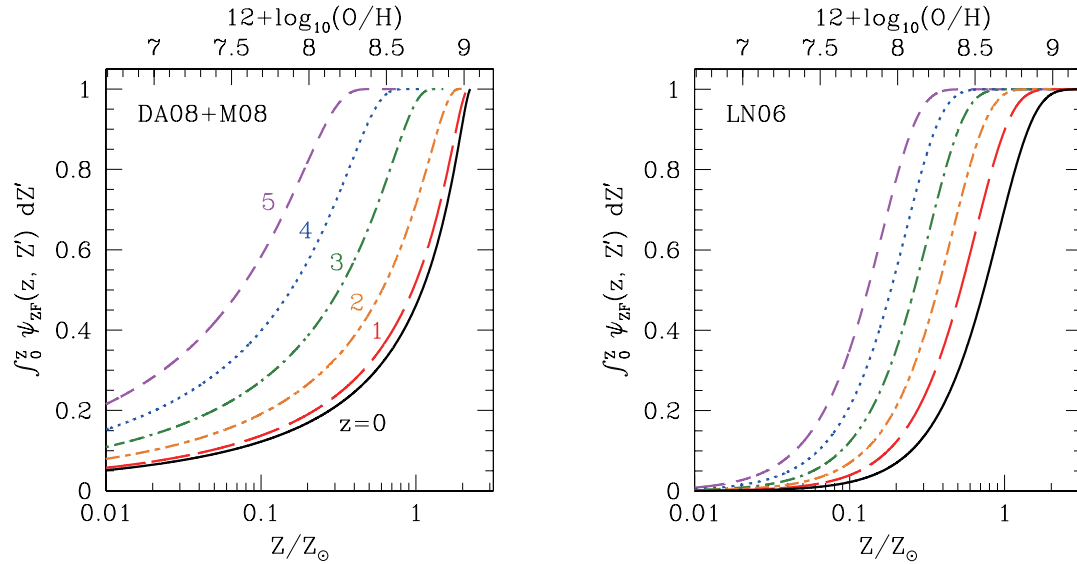 12+log₁₀(O/H)
7 7.5 8 8.5 9
DA08+M08
1
0.8
0.6
0.4
0.2
0
5
4
3
2
1
z=0
∫₀ᶻ ψ_ZF(z, Z′) dZ′
0.01 0.1 1
Z/Z⊙
12+log₁₀(O/H)
7 7.5 8 8.5 9
LN06
1
0.8
0.6
0.4
0.2
0
∫₀ᶻ ψ_ZF(z, Z′) dZ′
0.01 0.1 1
Z/Z⊙